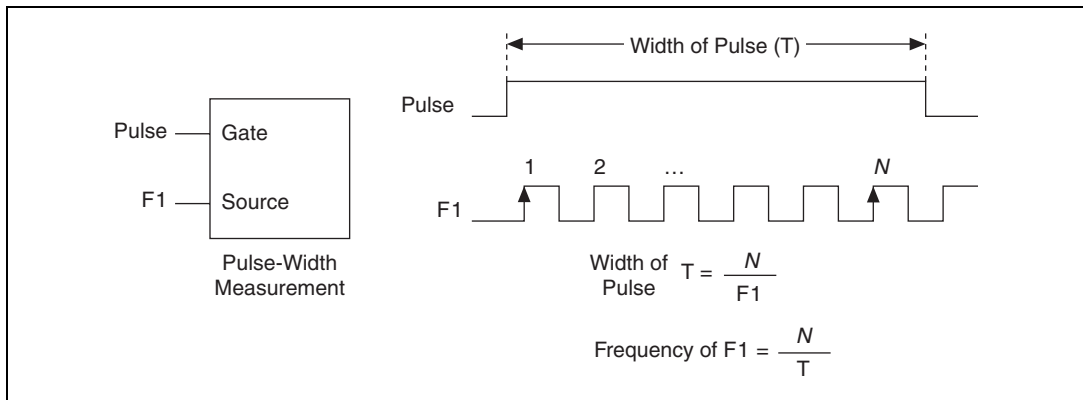 Pulse
Gate
F1
Source
Pulse-Width
Measurement
Width of Pulse (T)
Pulse
1 2 … N
F1
Width of
Pulse
T = N
F1
Frequency of F1 = N
T